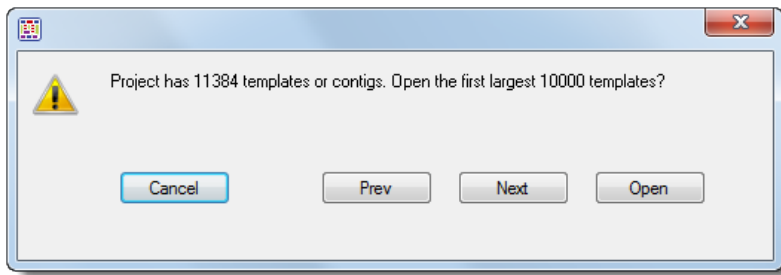 Project has 11384 templates or contigs. Open the first largest 10000 templates?
Cancel Prev Next Open